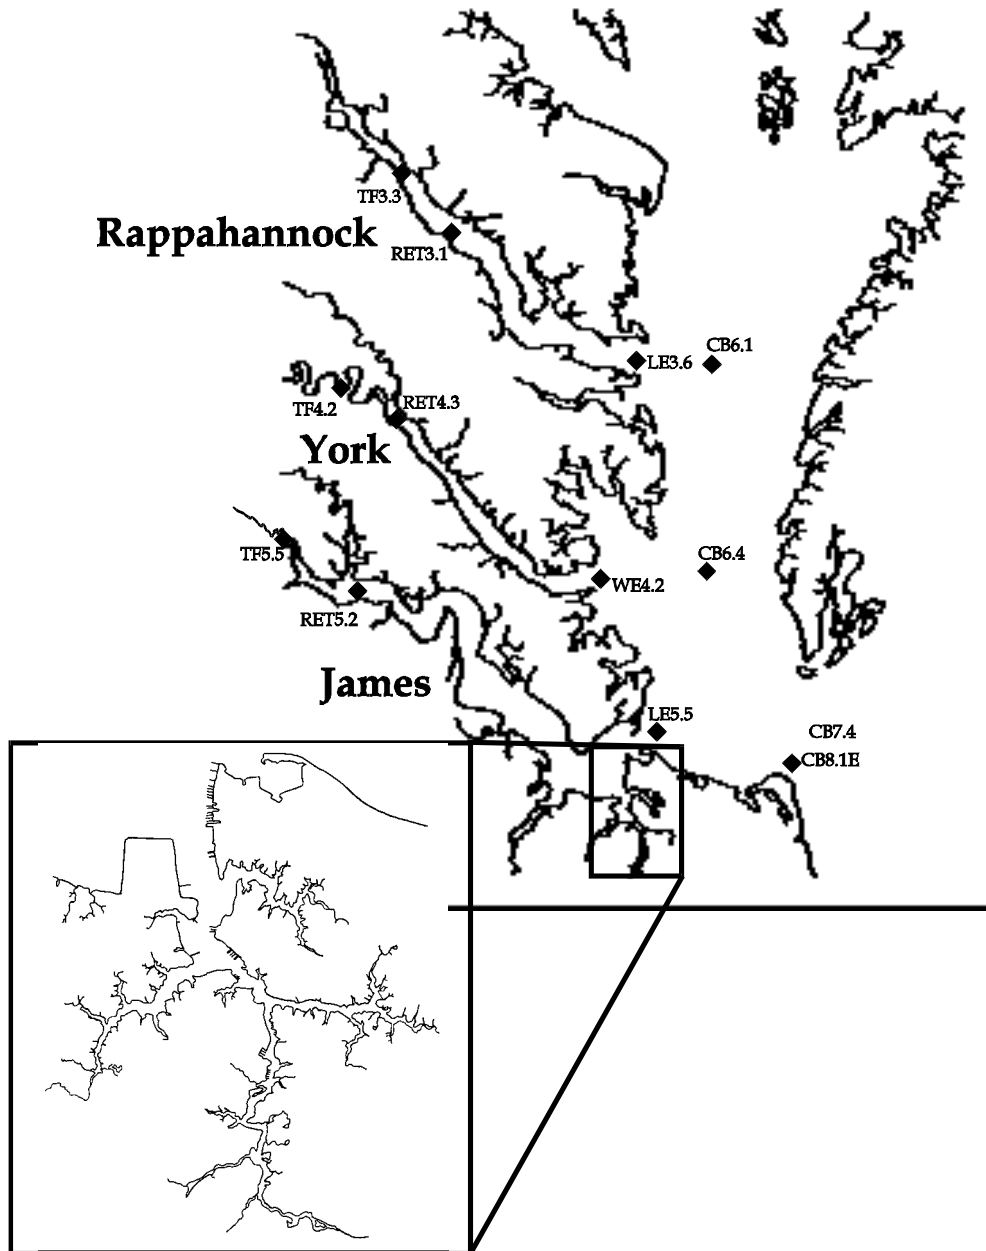 TF3.3
Rappahannock
RET3.1
CB6.1
LE3.6
TF4.2
RET4.3
York
TF5.5
CB6.4
WE4.2
RET5.2
James
LE5.5
CB7.4
CB8.1E